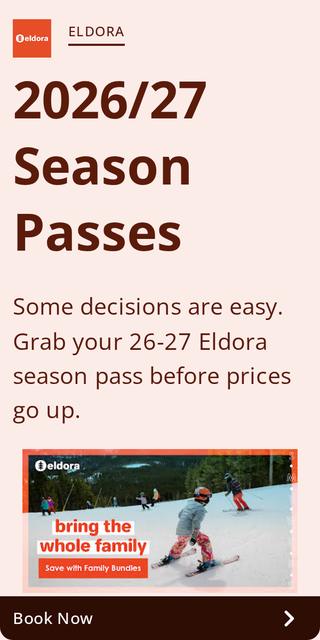 eldora
ELDORA
2026/27
Season
Passes
Some decisions are easy.
Grab your 26-27 Eldora
season pass before prices
go up.
eldora
bring the
whole family
Save with Family Bundles
Book Now